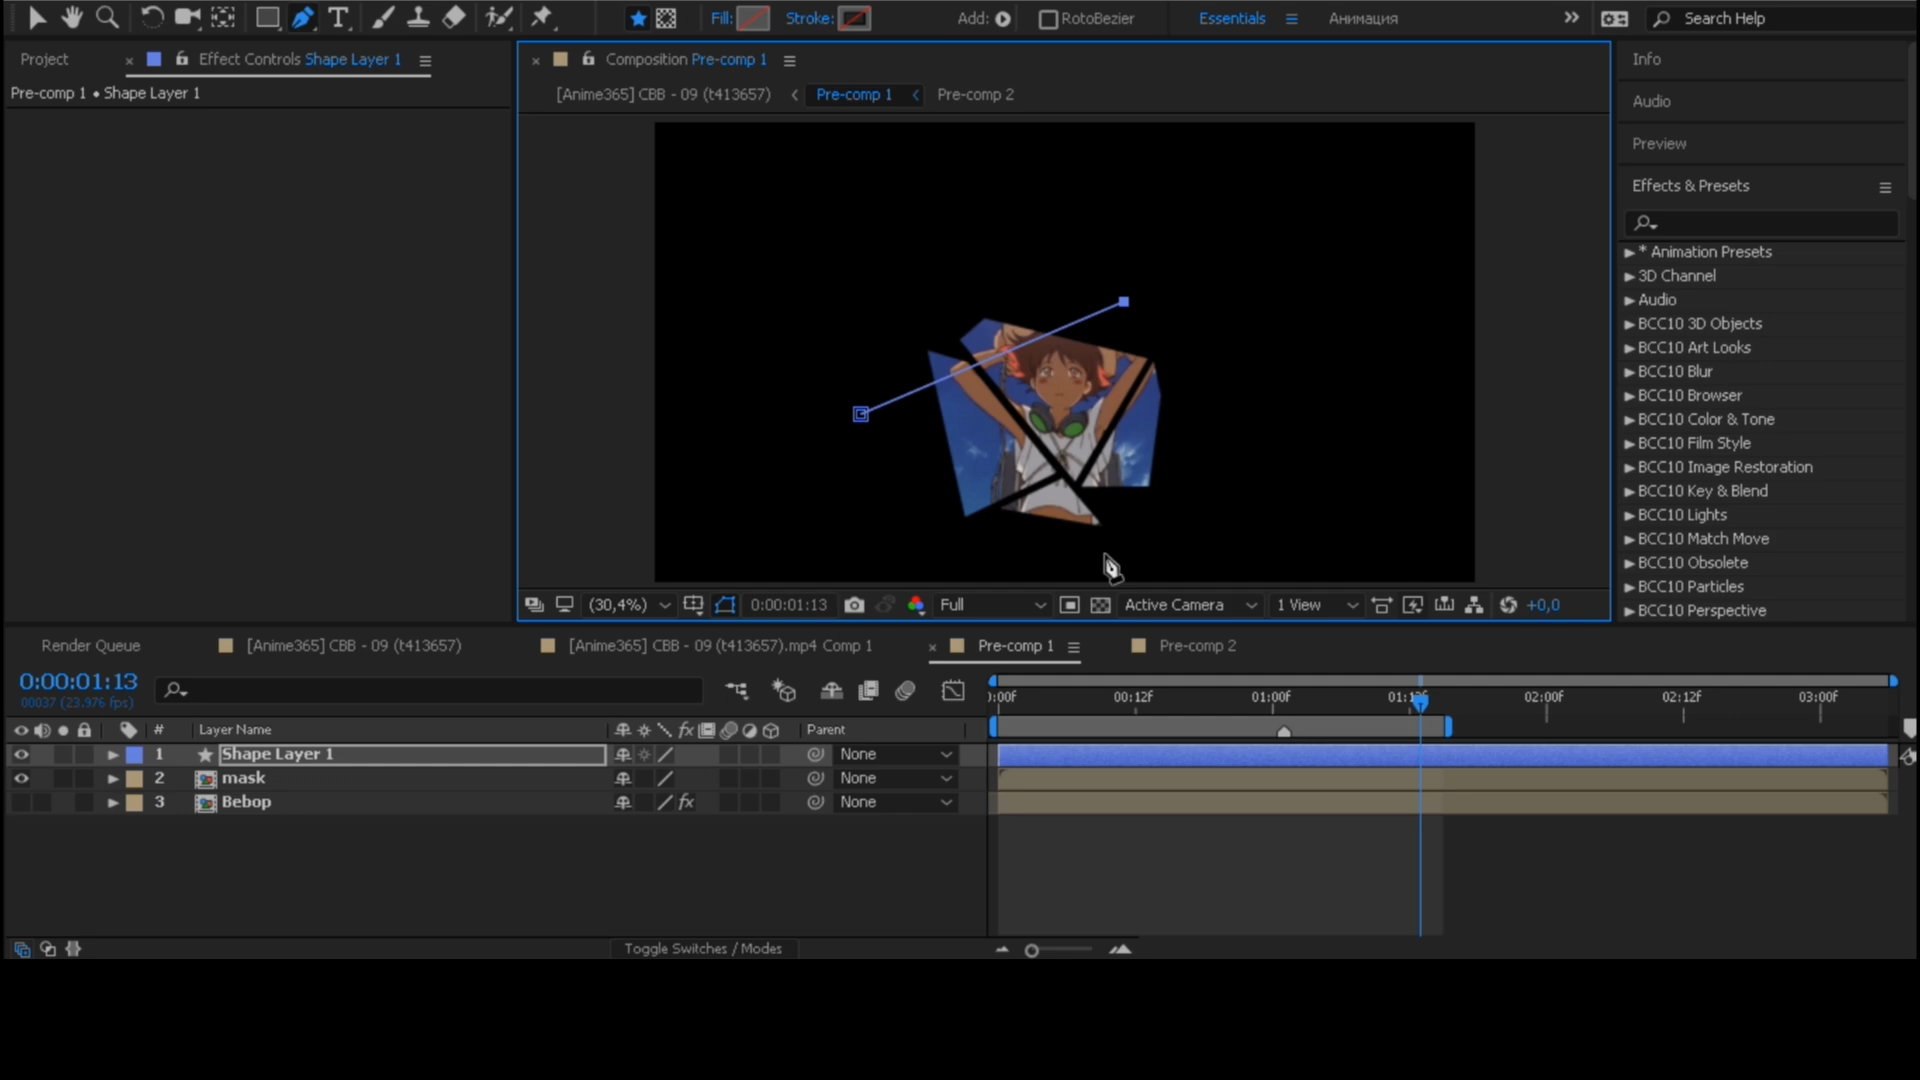 Fill: Stroke: Add: RotoBezier Essentials Анимация Search Help
Project Effect Controls Shape Layer 1
Pre-comp 1 • Shape Layer 1
Composition Pre-comp 1
[Anime365] CBB - 09 (t413657) Pre-comp 1 Pre-comp 2
(30,4%) 0:00:01:13 Full Active Camera 1 View +0,0
Info
Audio
Preview
Effects & Presets
* Animation Presets
3D Channel
Audio
BCC10 3D Objects
BCC10 Art Looks
BCC10 Blur
BCC10 Browser
BCC10 Color & Tone
BCC10 Film Style
BCC10 Image Restoration
BCC10 Key & Blend
BCC10 Lights
BCC10 Match Move
BCC10 Obsolete
BCC10 Particles
BCC10 Perspective
Render Queue [Anime365] CBB - 09 (t413657) [Anime365] CBB - 09 (t413657).mp4 Comp 1 Pre-comp 1 Pre-comp 2
0:00:01:13
00037 (23.976 fps)
):00f 00:12f 01:00f 01:12f 02:00f 02:12f 03:00f
# Layer Name fx Parent
1 Shape Layer 1 None
2 mask None
3 Bebop fx None
Toggle Switches / Modes